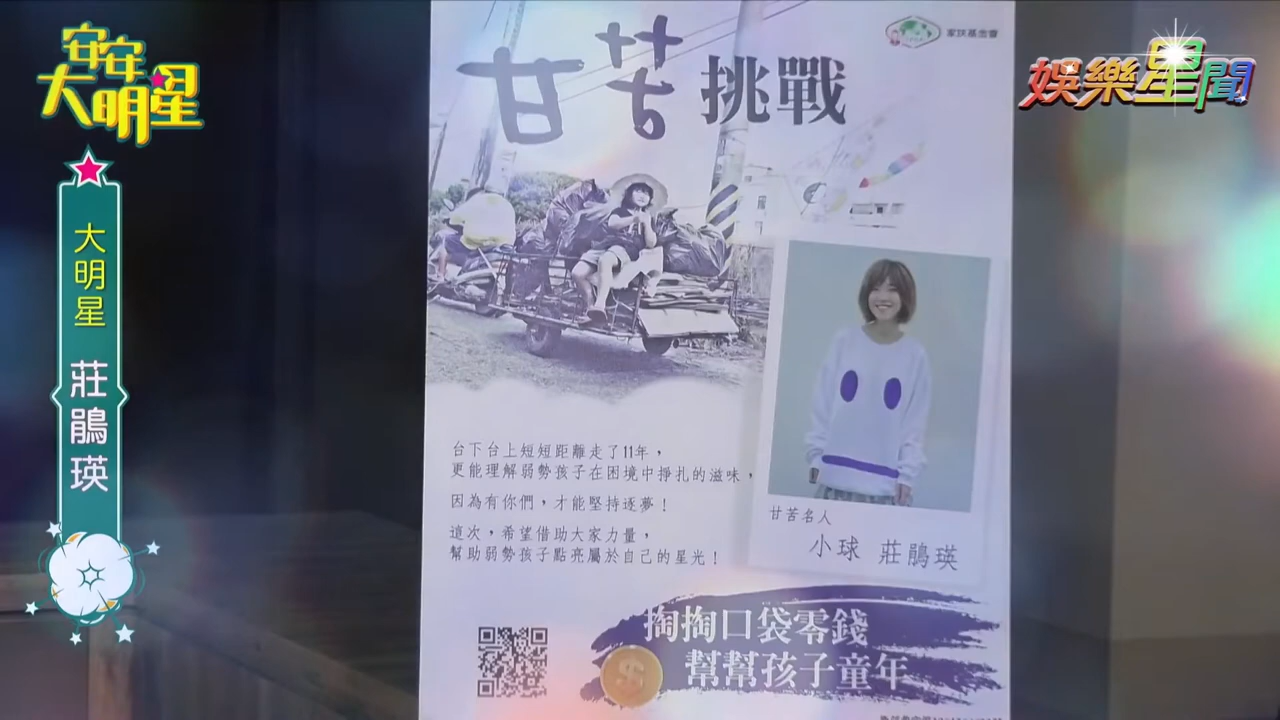 安安
大明星
娛樂星聞
大明星 莊鵑瑛
家扶基金會
甘苦挑戰
台下台上短短距離走了11年，
更能理解弱勢孩子在困境中掙扎的滋味，
因為有你們，才能堅持逐夢！
這次，希望借助大家力量，
幫助弱勢孩子點亮屬於自己的星光！
甘苦名人
小球 莊鵑瑛
掏掏口袋零錢
幫幫孩子童年